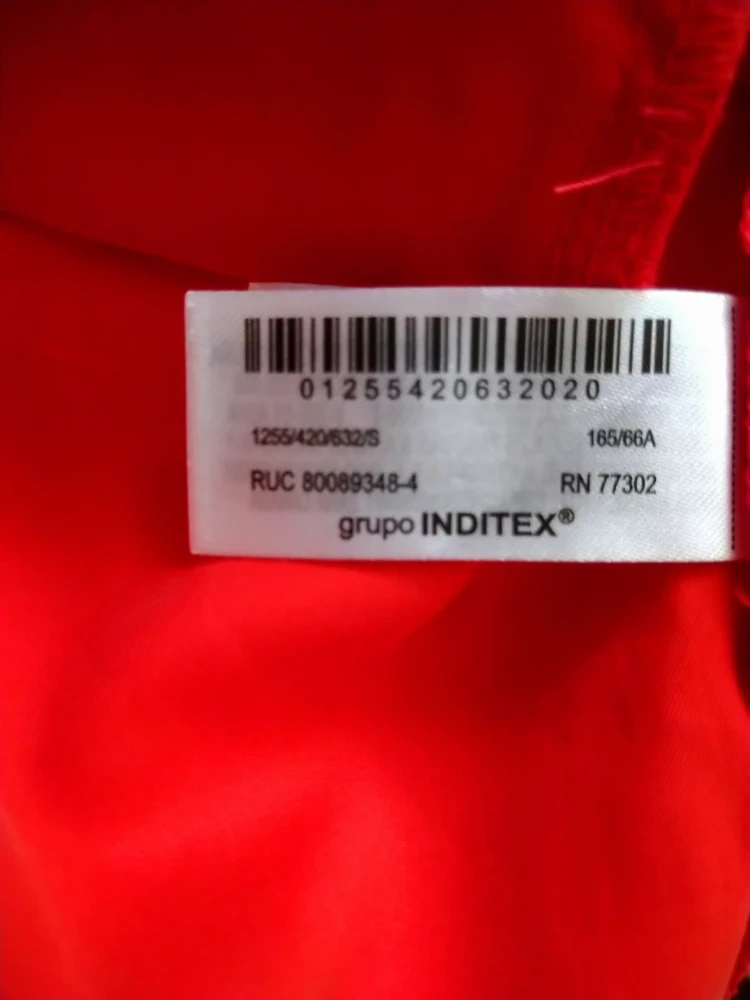 01255420632020
1255/420/632/S 165/66A
RUC 80089348-4 RN 77302
grupo INDITEX®